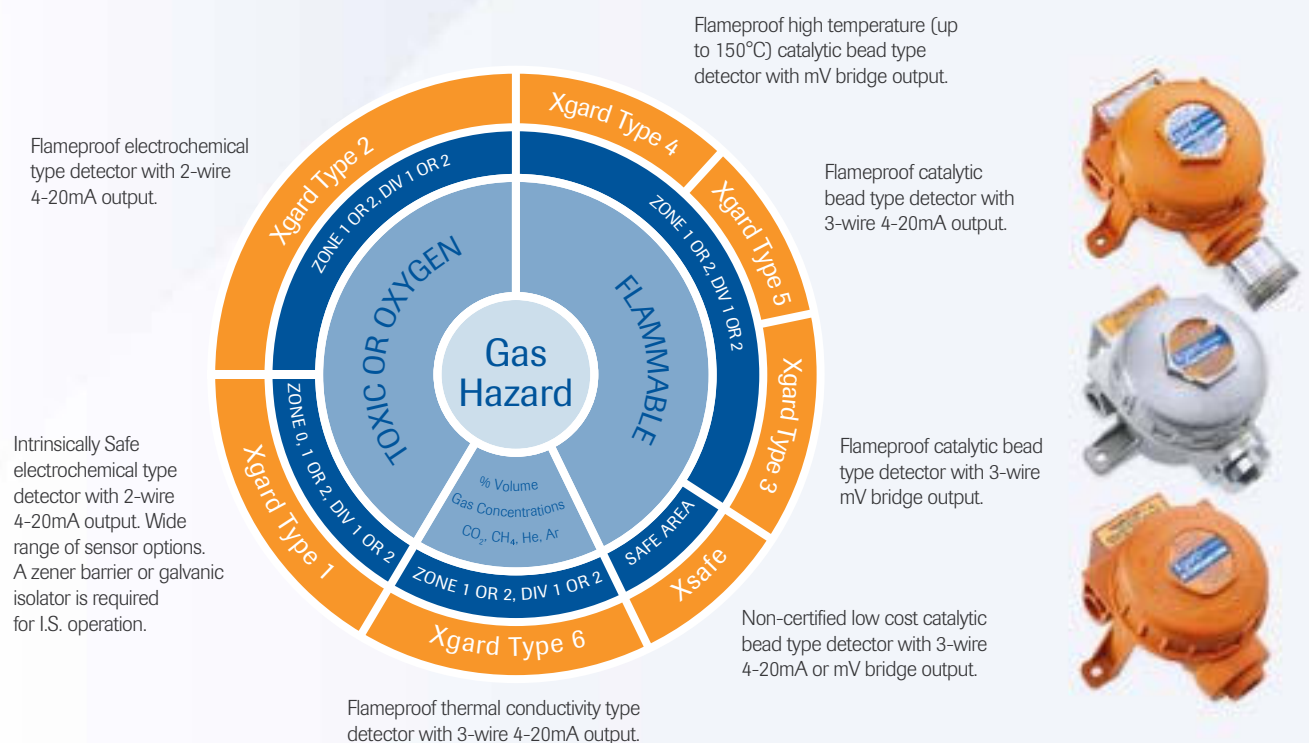 Flameproof high temperature (up
to 150°C) catalytic bead type
detector with mV bridge output.
Flameproof electrochemical
type detector with 2-wire
4-20mA output.
Flameproof catalytic
bead type detector with
3-wire 4-20mA output.
Xgard Type 2
Xgard Type 4
Xgard Type 5
ZONE 1 OR 2, DIV 1 OR 2
ZONE 1 OR 2, DIV 1 OR 2
TOXIC OR OXYGEN
FLAMMABLE
Gas
Hazard
Xgard Type 3
Intrinsically Safe
electrochemical type
detector with 2-wire
4-20mA output. Wide
range of sensor options.
A zener barrier or galvanic
isolator is required
for I.S. operation.
Xgard Type 1
ZONE 0, 1 OR 2, DIV 1 OR 2
% Volume
Gas Concentrations
CO₂, CH₄, He, Ar
ZONE 1 OR 2, DIV 1 OR 2
SAFE AREA
Xsafe
Xgard Type 6
Flameproof catalytic bead
type detector with 3-wire
mV bridge output.
Non-certified low cost catalytic
bead type detector with 3-wire
4-20mA or mV bridge output.
Flameproof thermal conductivity type
detector with 3-wire 4-20mA output.